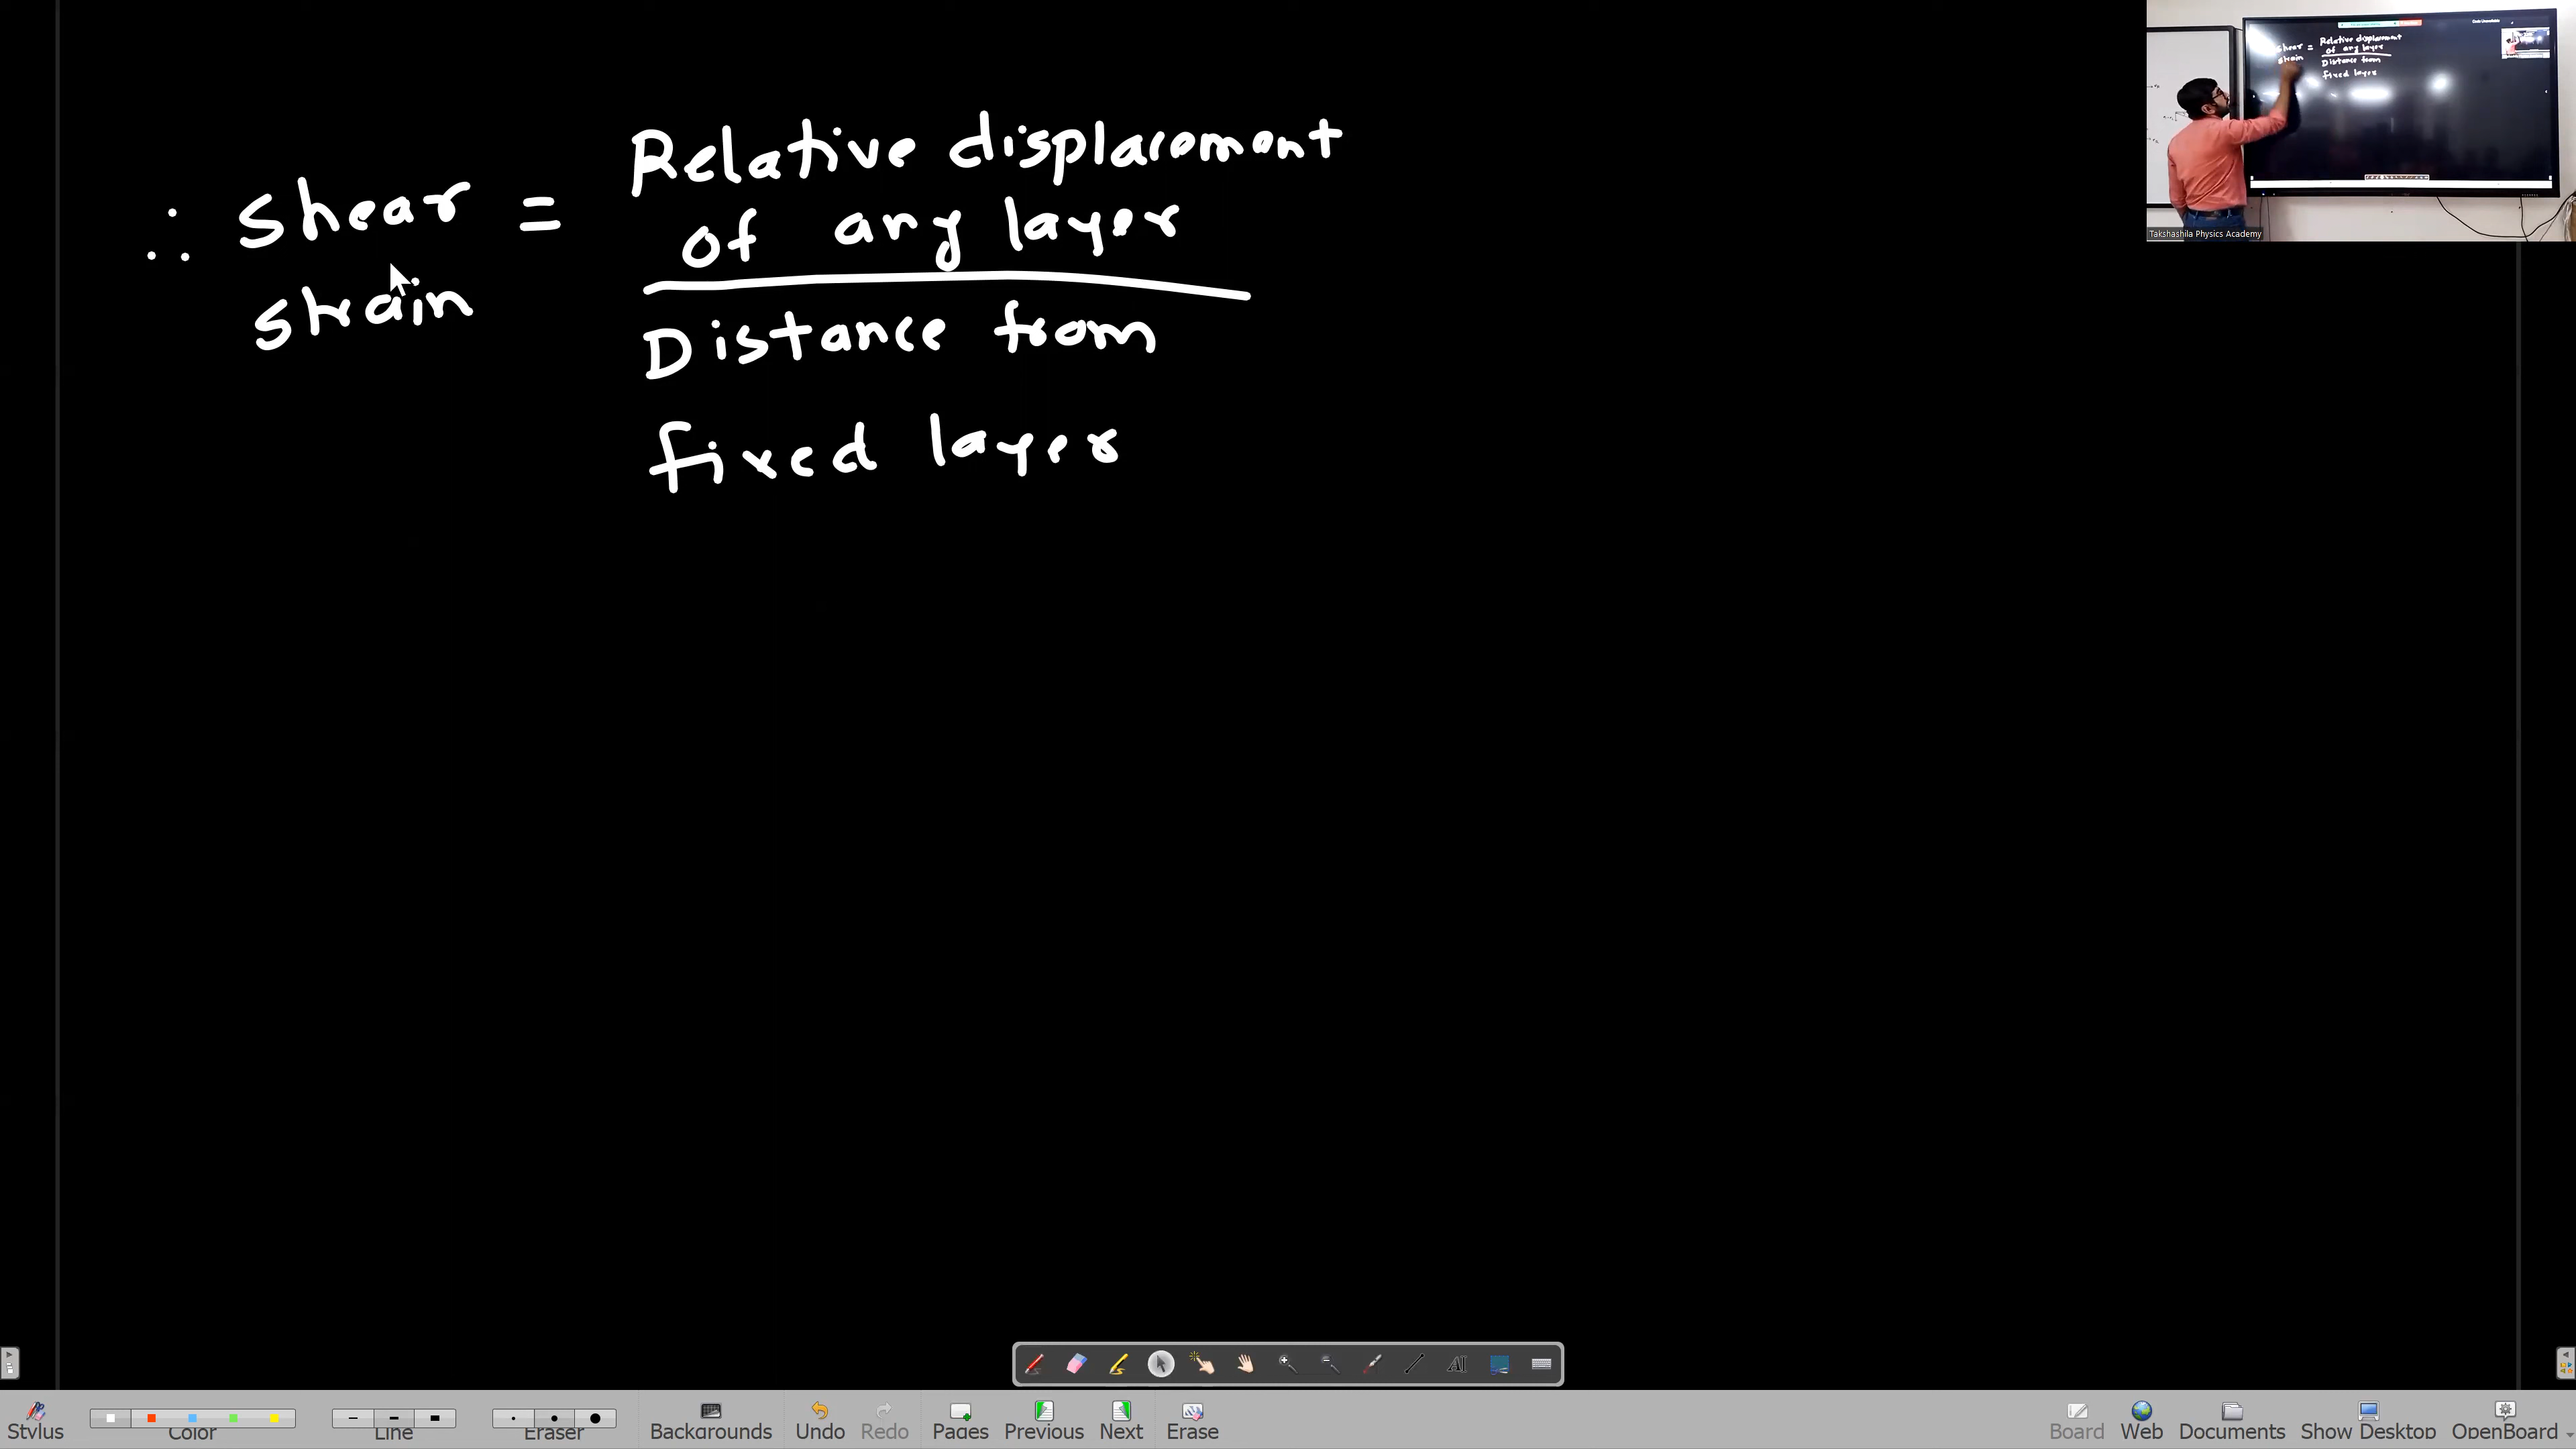 ∴ Shear = Relative displacement
of any layer
strain
Distance from
fixed layer
Takshashila Physics Academy
Stylus
Color
Line
Eraser
Backgrounds
Undo
Redo
Pages
Previous
Next
Erase
Board
Web
Documents
Show Desktop
OpenBoard